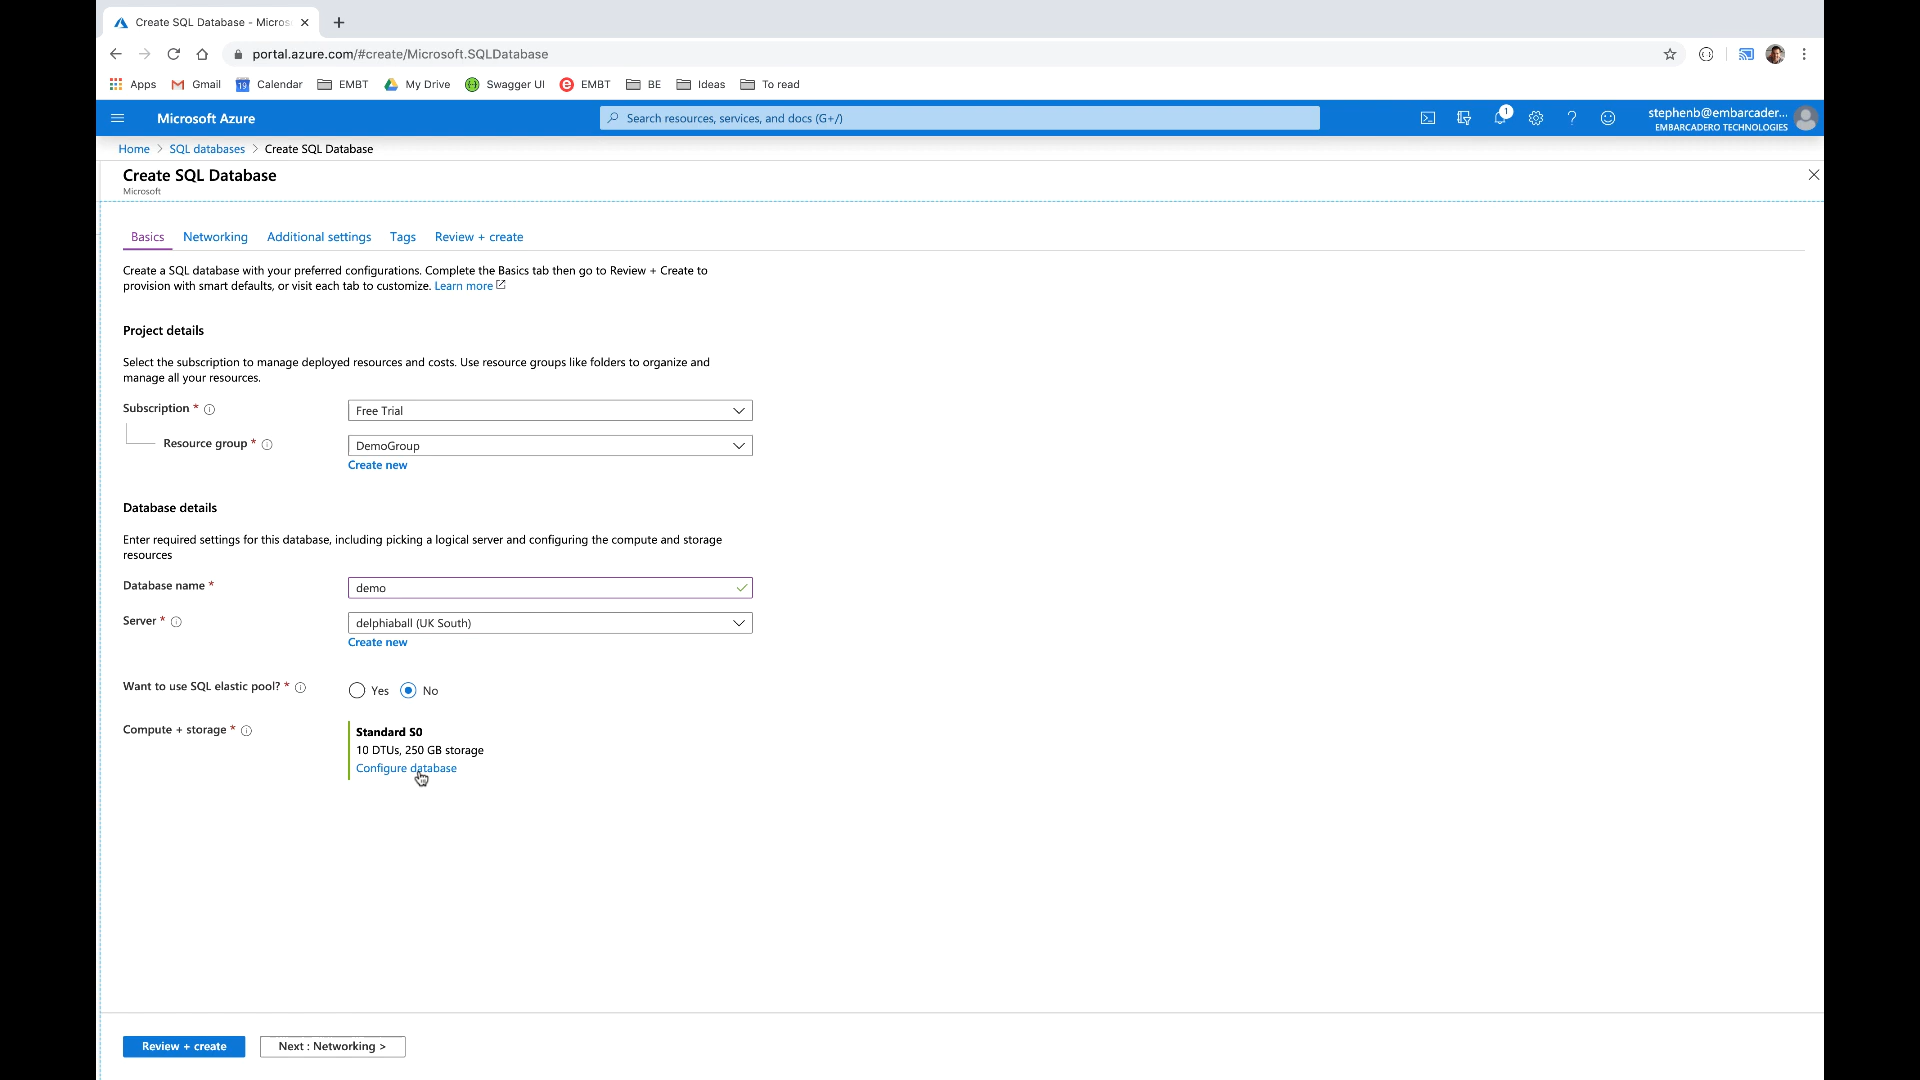 Create SQL Database - Micros
portal.azure.com/#create/Microsoft.SQLDatabase
Apps Gmail 19 Calendar EMBT My Drive Swagger UI EMBT BE Ideas To read
Microsoft Azure Search resources, services, and docs (G+/) 1 stephenb@embarcader...
EMBARCADERO TECHNOLOGIES
Home > SQL databases > Create SQL Database
Create SQL Database
Microsoft
Basics Networking Additional settings Tags Review + create
Create a SQL database with your preferred configurations. Complete the Basics tab then go to Review + Create to
provision with smart defaults, or visit each tab to customize. Learn more
Project details
Select the subscription to manage deployed resources and costs. Use resource groups like folders to organize and
manage all your resources.
Subscription * Free Trial
Resource group * DemoGroup
Create new
Database details
Enter required settings for this database, including picking a logical server and configuring the compute and storage
resources
Database name * demo
Server * delphiaball (UK South)
Create new
Want to use SQL elastic pool? * Yes No
Compute + storage * Standard S0
10 DTUs, 250 GB storage
Configure database
Review + create Next : Networking >